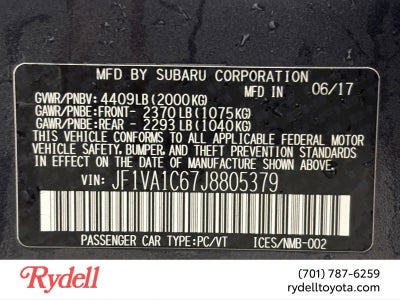 MFD BY SUBARU CORPORATION 06/17
GVWR/PNBV: 4409LB(2000KG)
GAWR/PNBE:FRONT- 2370LB(1075KG)
GAWR/PNBE:REAR - 2293LB(1040KG)
THIS VEHICLE CONFORMS TO ALL APPLICABLE FEDERAL MOTOR
VEHICLE SAFETY, BUMPER, AND THEFT PREVENTION STANDARDS
IN EFFECT ON THE DATE OF MANUFACTURE SHOWN ABOVE.
VIN: JF1VA1C67J8805379
PASSENGER CAR TYPE:PC/VT ICES/NMB-002
Rydell
(701) 787-6259
rydelltoyota.com